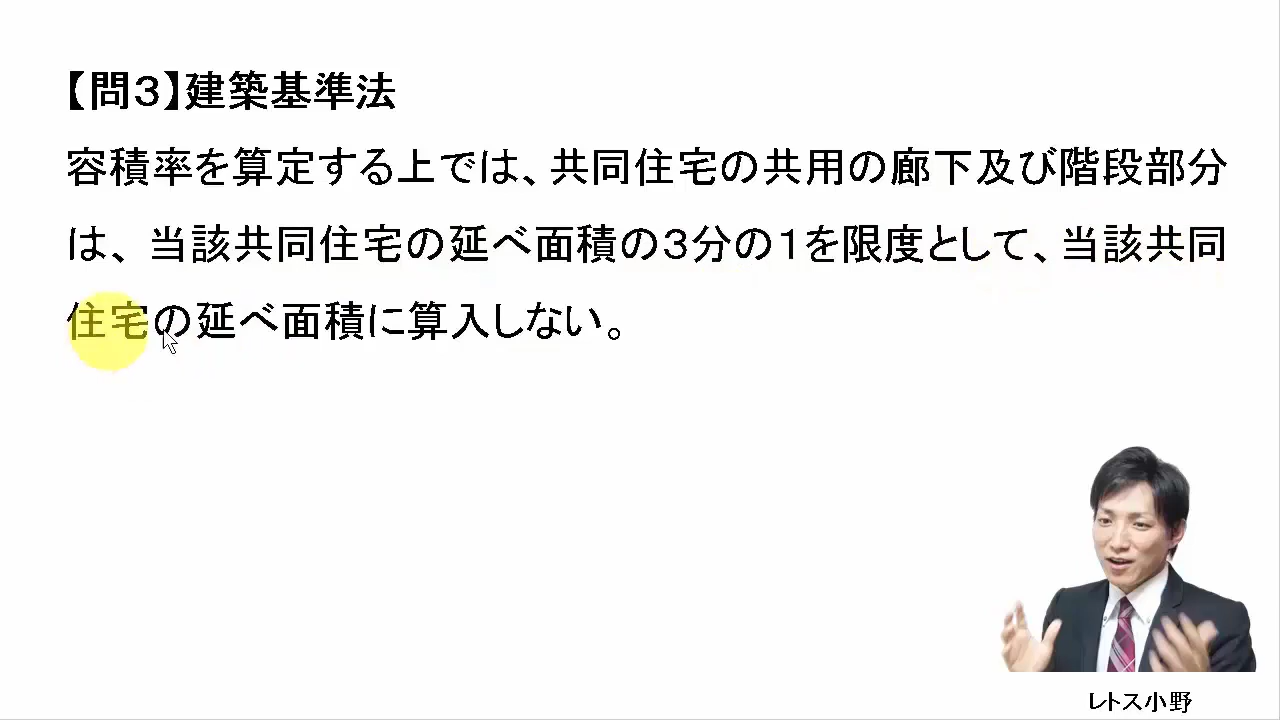 【問３】建築基準法
容積率を算定する上では、共同住宅の共用の廊下及び階段部分
は、当該共同住宅の延べ面積の３分の１を限度として、当該共同
住宅の延べ面積に算入しない。
レトス小野